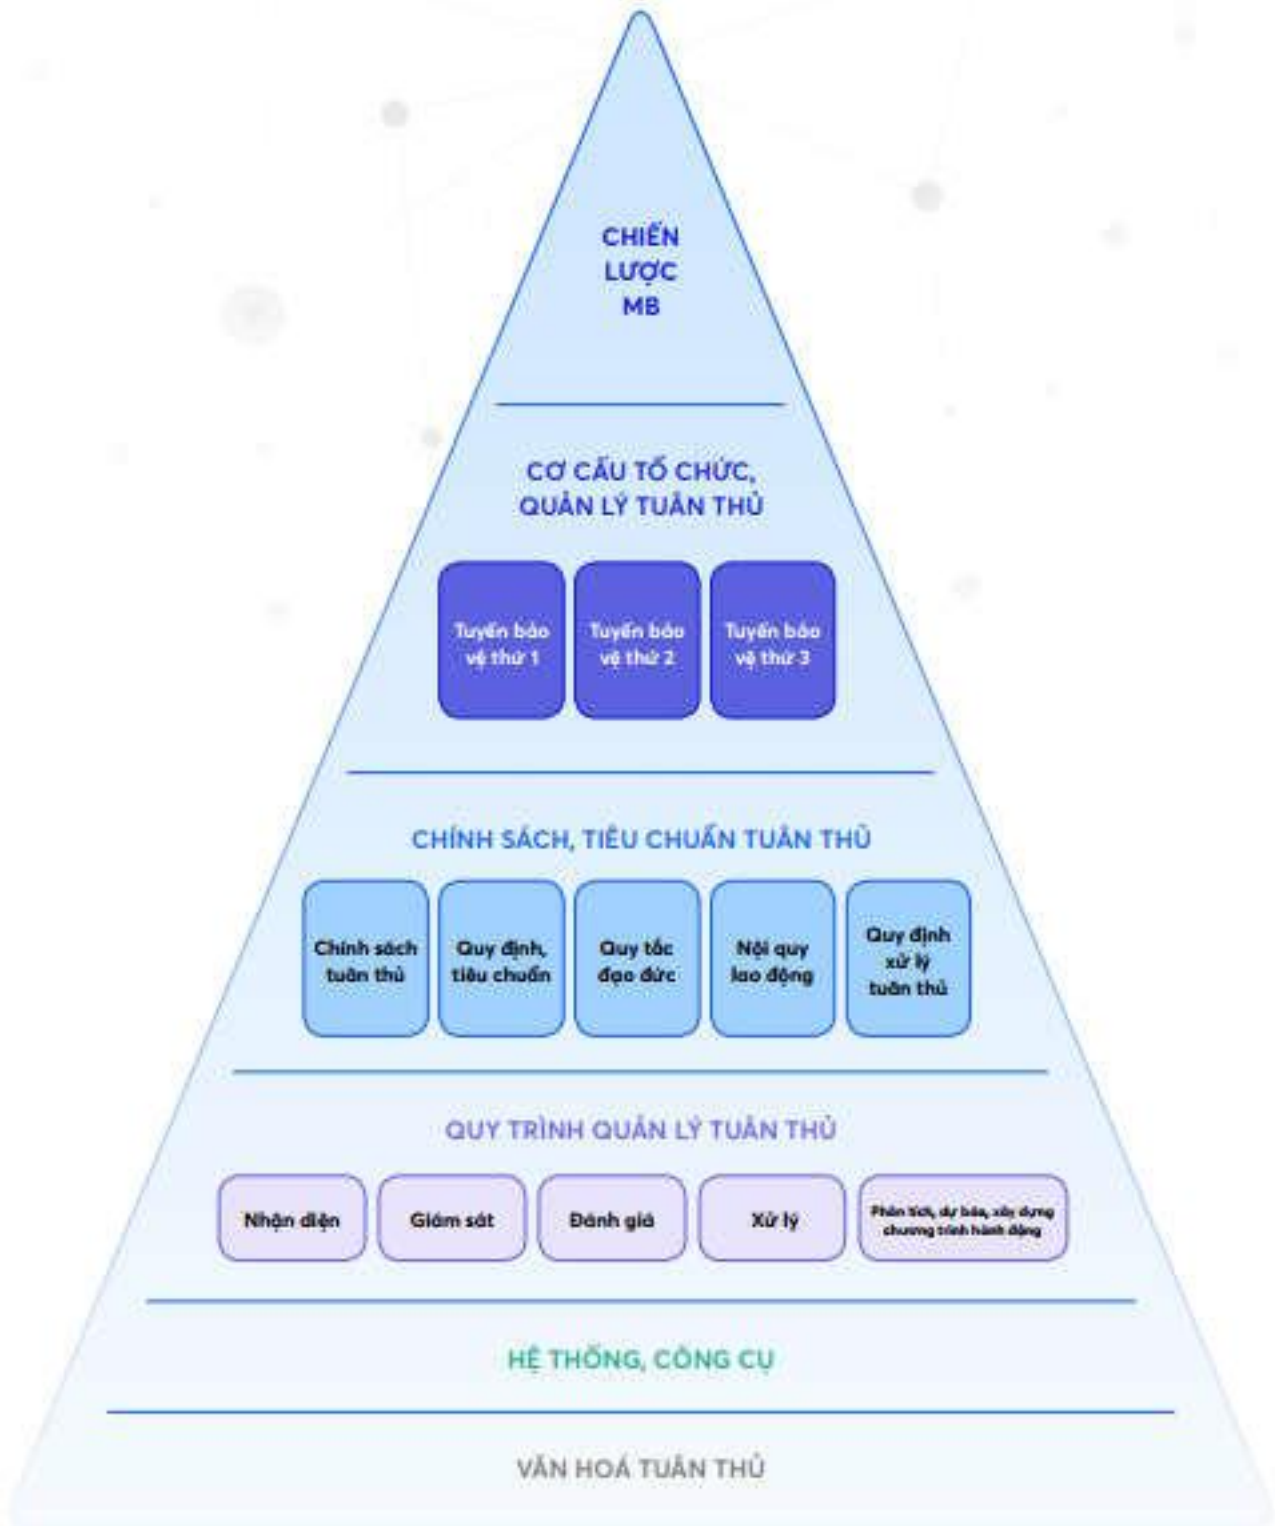 CHIẾN
LƯỢC
MB
CƠ CẤU TỔ CHỨC,
QUẢN LÝ TUÂN THỦ
Tuyến bảo
vệ thứ 1
Tuyến bảo
vệ thứ 2
Tuyến bảo
vệ thứ 3
CHÍNH SÁCH, TIÊU CHUẨN TUÂN THỦ
Chính sách
tuân thủ
Quy định,
tiêu chuẩn
Quy tắc
đạo đức
Nội quy
lao động
Quy định
xử lý
tuân thủ
QUY TRÌNH QUẢN LÝ TUÂN THỦ
Nhận diện
Giám sát
Đánh giá
Xử lý
Phân tích, dự báo, xây dựng
chương trình hành động
HỆ THỐNG, CÔNG CỤ
VĂN HOÁ TUÂN THỦ